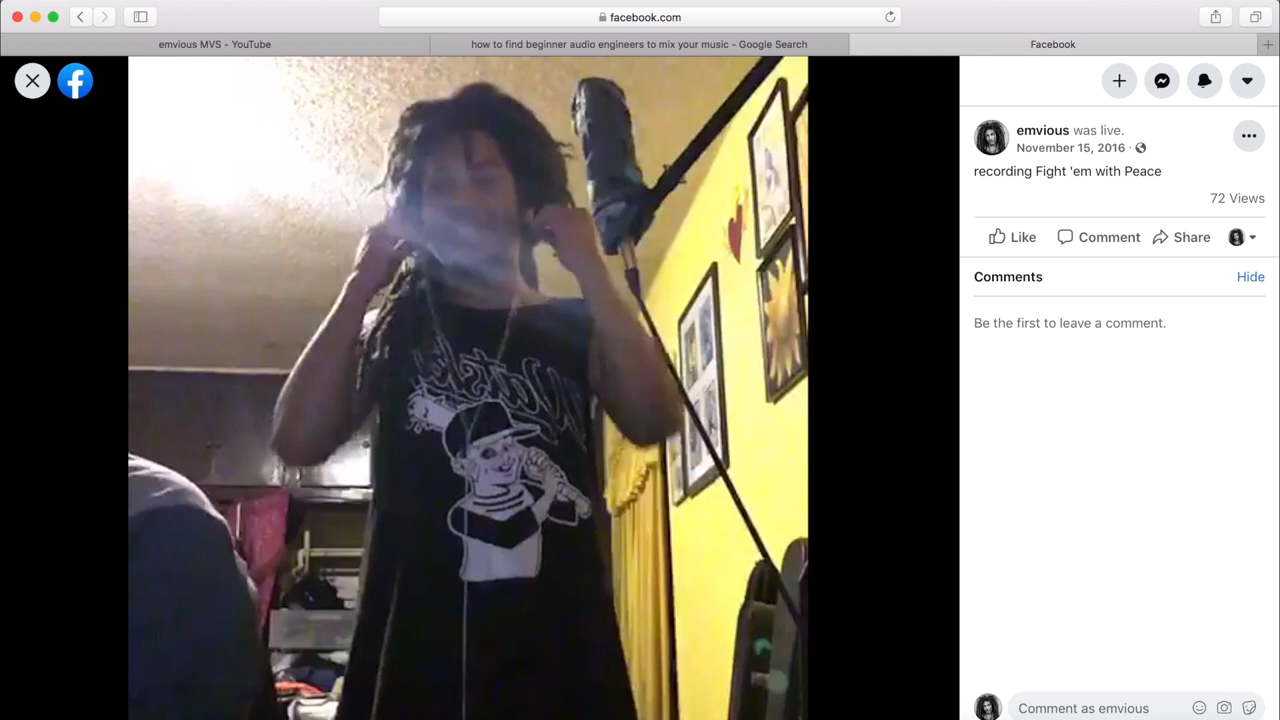 facebook.com
emvious MVS - YouTube
how to find beginner audio engineers to mix your music - Google Search
Facebook
emvious was live.
November 15, 2016 ·
recording Fight 'em with Peace
72 Views
Like Comment Share
Comments Hide
Be the first to leave a comment.
Comment as emvious